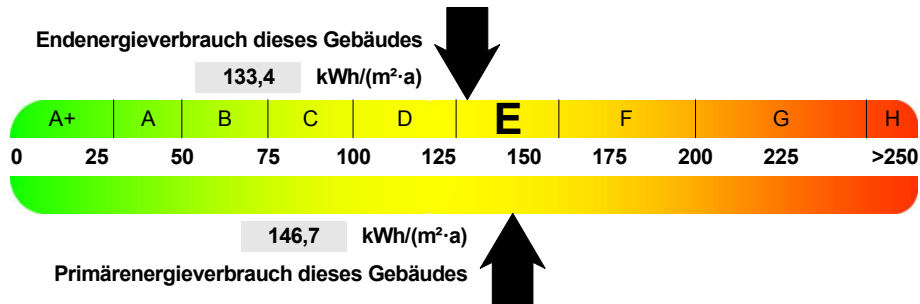 Endenergieverbrauch dieses Gebäudes
133,4 kWh/(m²·a)
A+ A B C D E F G H
0 25 50 75 100 125 150 175 200 225 >250
146,7 kWh/(m²·a)
Primärenergieverbrauch dieses Gebäudes